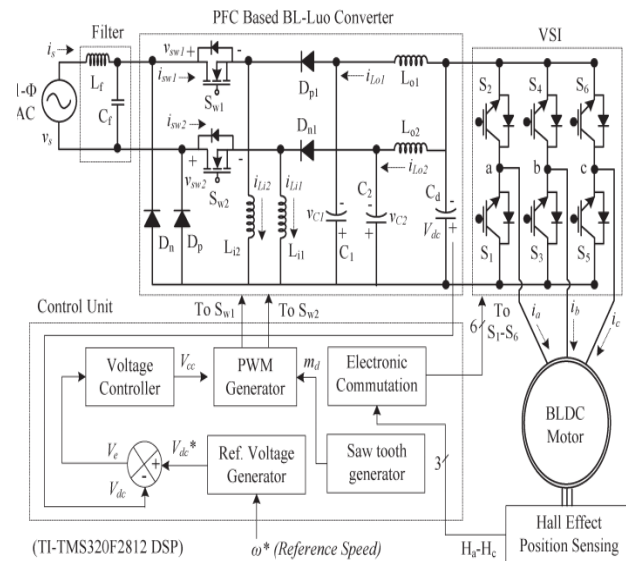 PFC Based BL-Luo Converter
VSI
Filter
i_s
L_f
C_f
1-Φ
AC
v_s
v_sw1
+
-
i_sw1
S_w1
i_sw2
+
-
v_sw2
S_w2
D_p1
D_n1
i_Lo1
L_o1
L_o2
i_Lo2
D_n
D_p
i_Li2
i_Li1
L_i2
L_i1
-
v_C1
+
C_1
C_2
-
v_C2
+
C_d
-
V_dc
+
S_2
S_4
S_6
a
b
c
S_1
S_3
S_5
Control Unit
To S_w1
To S_w2
6
To
S_1-S_6
i_a
i_b
i_c
Voltage
Controller
V_cc
PWM
Generator
m_d
Electronic
Commutation
BLDC
Motor
V_e
V_dc
+
-
V_dc*
Ref. Voltage
Generator
Saw tooth
generator
3
Hall Effect
Position Sensing
(TI-TMS320F2812 DSP)
ω* (Reference Speed)
H_a-H_c